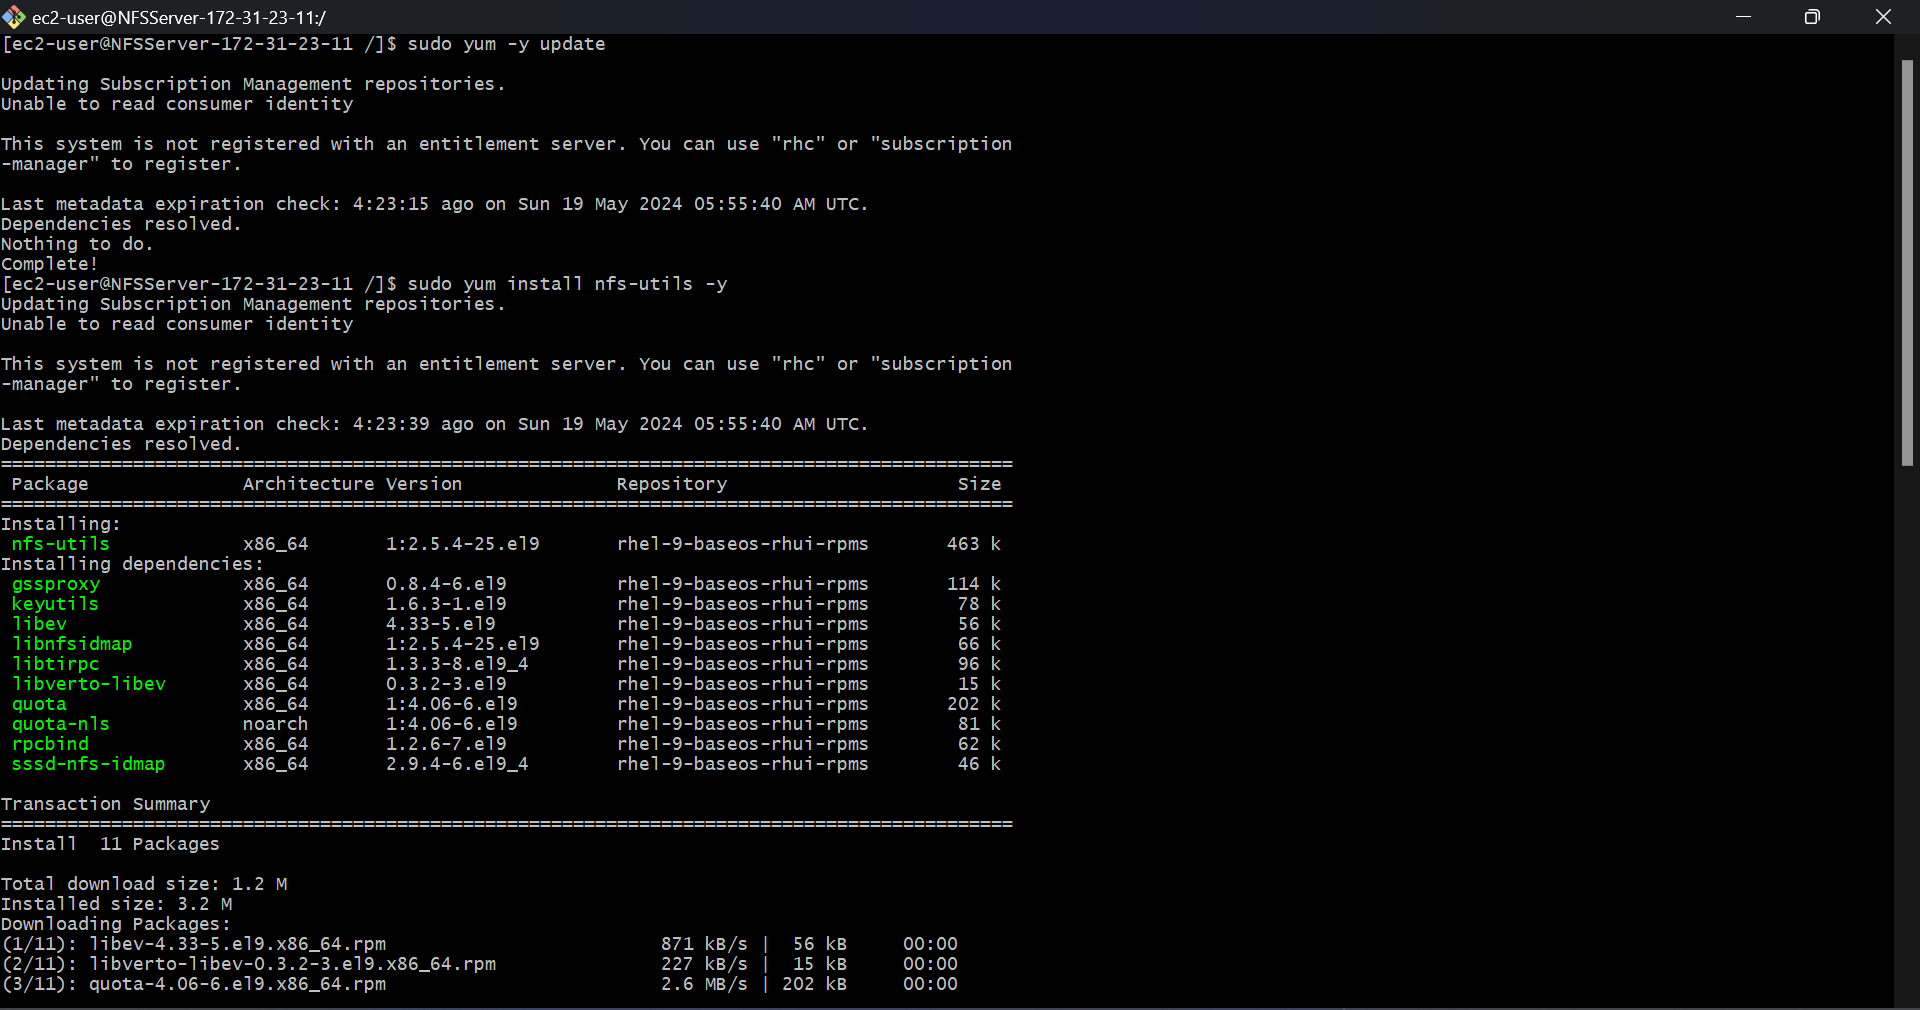 ec2-user@NFSServer-172-31-23-11:/
[ec2-user@NFSServer-172-31-23-11 /]$ sudo yum -y update
Updating Subscription Management repositories.
Unable to read consumer identity
This system is not registered with an entitlement server. You can use "rhc" or "subscription
-manager" to register.
Last metadata expiration check: 4:23:15 ago on Sun 19 May 2024 05:55:40 AM UTC.
Dependencies resolved.
Nothing to do.
Complete!
[ec2-user@NFSServer-172-31-23-11 /]$ sudo yum install nfs-utils -y
Updating Subscription Management repositories.
Unable to read consumer identity
This system is not registered with an entitlement server. You can use "rhc" or "subscription
-manager" to register.
Last metadata expiration check: 4:23:39 ago on Sun 19 May 2024 05:55:40 AM UTC.
Dependencies resolved.
============================================================================================
Package Architecture Version Repository Size
============================================================================================
Installing:
nfs-utils x86_64 1:2.5.4-25.el9 rhel-9-baseos-rhui-rpms 463 k
Installing dependencies:
gssproxy x86_64 0.8.4-6.el9 rhel-9-baseos-rhui-rpms 114 k
keyutils x86_64 1.6.3-1.el9 rhel-9-baseos-rhui-rpms 78 k
libev x86_64 4.33-5.el9 rhel-9-baseos-rhui-rpms 56 k
libnfsidmap x86_64 1:2.5.4-25.el9 rhel-9-baseos-rhui-rpms 66 k
libtirpc x86_64 1.3.3-8.el9_4 rhel-9-baseos-rhui-rpms 96 k
libverto-libev x86_64 0.3.2-3.el9 rhel-9-baseos-rhui-rpms 15 k
quota x86_64 1:4.06-6.el9 rhel-9-baseos-rhui-rpms 202 k
quota-nls noarch 1:4.06-6.el9 rhel-9-baseos-rhui-rpms 81 k
rpcbind x86_64 1.2.6-7.el9 rhel-9-baseos-rhui-rpms 62 k
sssd-nfs-idmap x86_64 2.9.4-6.el9_4 rhel-9-baseos-rhui-rpms 46 k
Transaction Summary
============================================================================================
Install 11 Packages
Total download size: 1.2 M
Installed size: 3.2 M
Downloading Packages:
(1/11): libev-4.33-5.el9.x86_64.rpm 871 kB/s | 56 kB 00:00
(2/11): libverto-libev-0.3.2-3.el9.x86_64.rpm 227 kB/s | 15 kB 00:00
(3/11): quota-4.06-6.el9.x86_64.rpm 2.6 MB/s | 202 kB 00:00